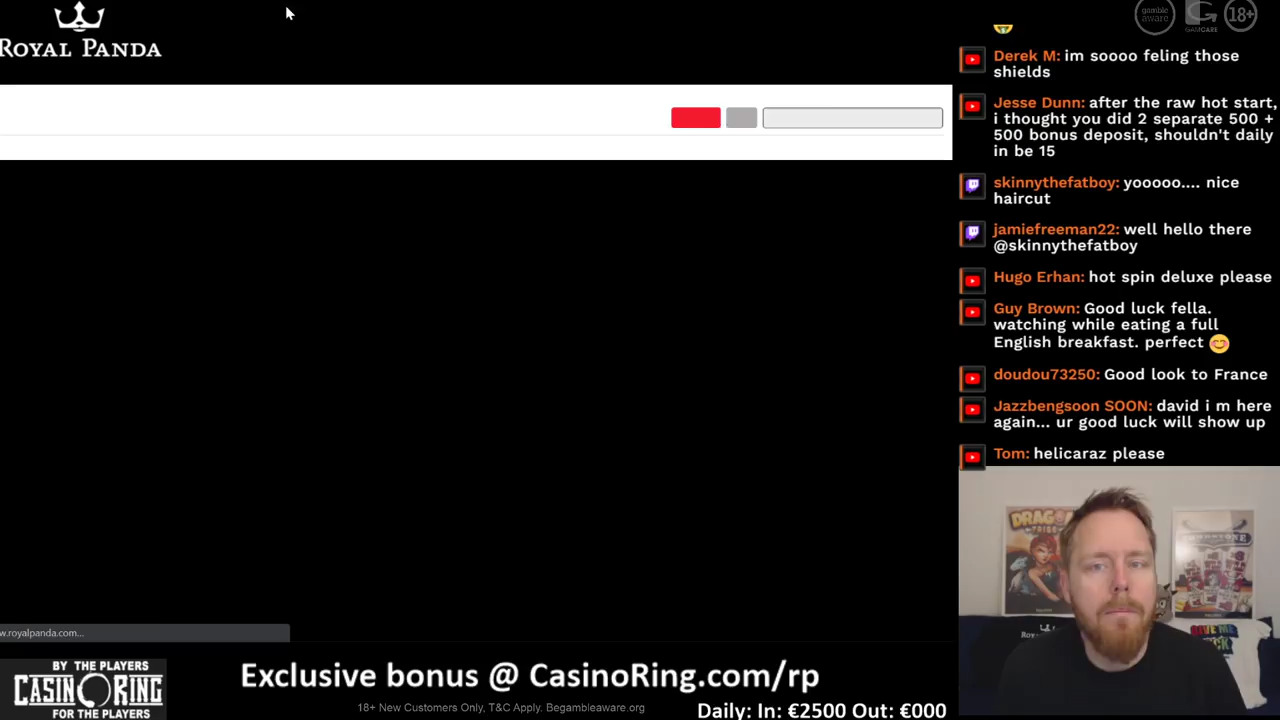 ROYAL PANDA
gamble aware
GAMCARE
18+
Derek M: im soooo feling those
shields
Jesse Dunn: after the raw hot start,
i thought you did 2 separate 500 +
500 bonus deposit, shouldn't daily
in be 15
skinnythefatboy: yooooo.... nice
haircut
jamiefreeman22: well hello there
@skinnythefatboy
Hugo Erhan: hot spin deluxe please
Guy Brown: Good luck fella.
watching while eating a full
English breakfast. perfect 😊
doudou73250: Good look to France
Jazzbengsoon SOON: david i m here
again... ur good luck will show up
Tom: helicaraz please
DRAGON
TRIBE
w.royalpanda.com...
BY THE PLAYERS
CASINO RING
FOR THE PLAYERS
Exclusive bonus @ CasinoRing.com/rp
18+ New Customers Only, T&C Apply. Begambleaware.org
Daily: In: €2500 Out: €000